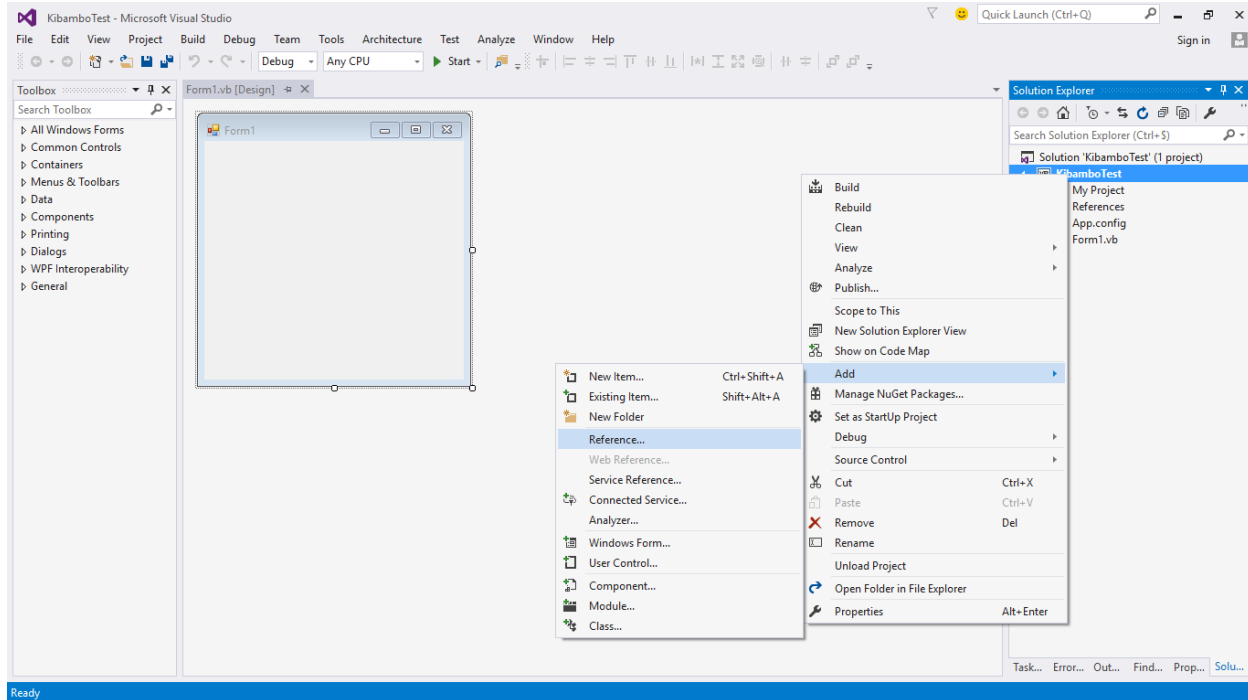 KibamboTest - Microsoft Visual Studio
Quick Launch (Ctrl+Q)
File Edit View Project Build Debug Team Tools Architecture Test Analyze Window Help
Sign in
Debug Any CPU Start
Toolbox
Search Toolbox
All Windows Forms
Common Controls
Containers
Menus & Toolbars
Data
Components
Printing
Dialogs
WPF Interoperability
General
Form1.vb [Design]
Form1
Solution Explorer
Search Solution Explorer (Ctrl+$)
Solution 'KibamboTest' (1 project)
KibamboTest
My Project
References
App.config
Form1.vb
Build
Rebuild
Clean
View
Analyze
Publish...
Scope to This
New Solution Explorer View
Show on Code Map
Add
Manage NuGet Packages...
Set as StartUp Project
Debug
Source Control
Cut Ctrl+X
Paste Ctrl+V
Remove Del
Rename
Unload Project
Open Folder in File Explorer
Properties Alt+Enter
New Item... Ctrl+Shift+A
Existing Item... Shift+Alt+A
New Folder
Reference...
Web Reference...
Service Reference...
Connected Service...
Analyzer...
Windows Form...
User Control...
Component...
Module...
Class...
Task... Error... Out... Find... Prop... Solu...
Ready